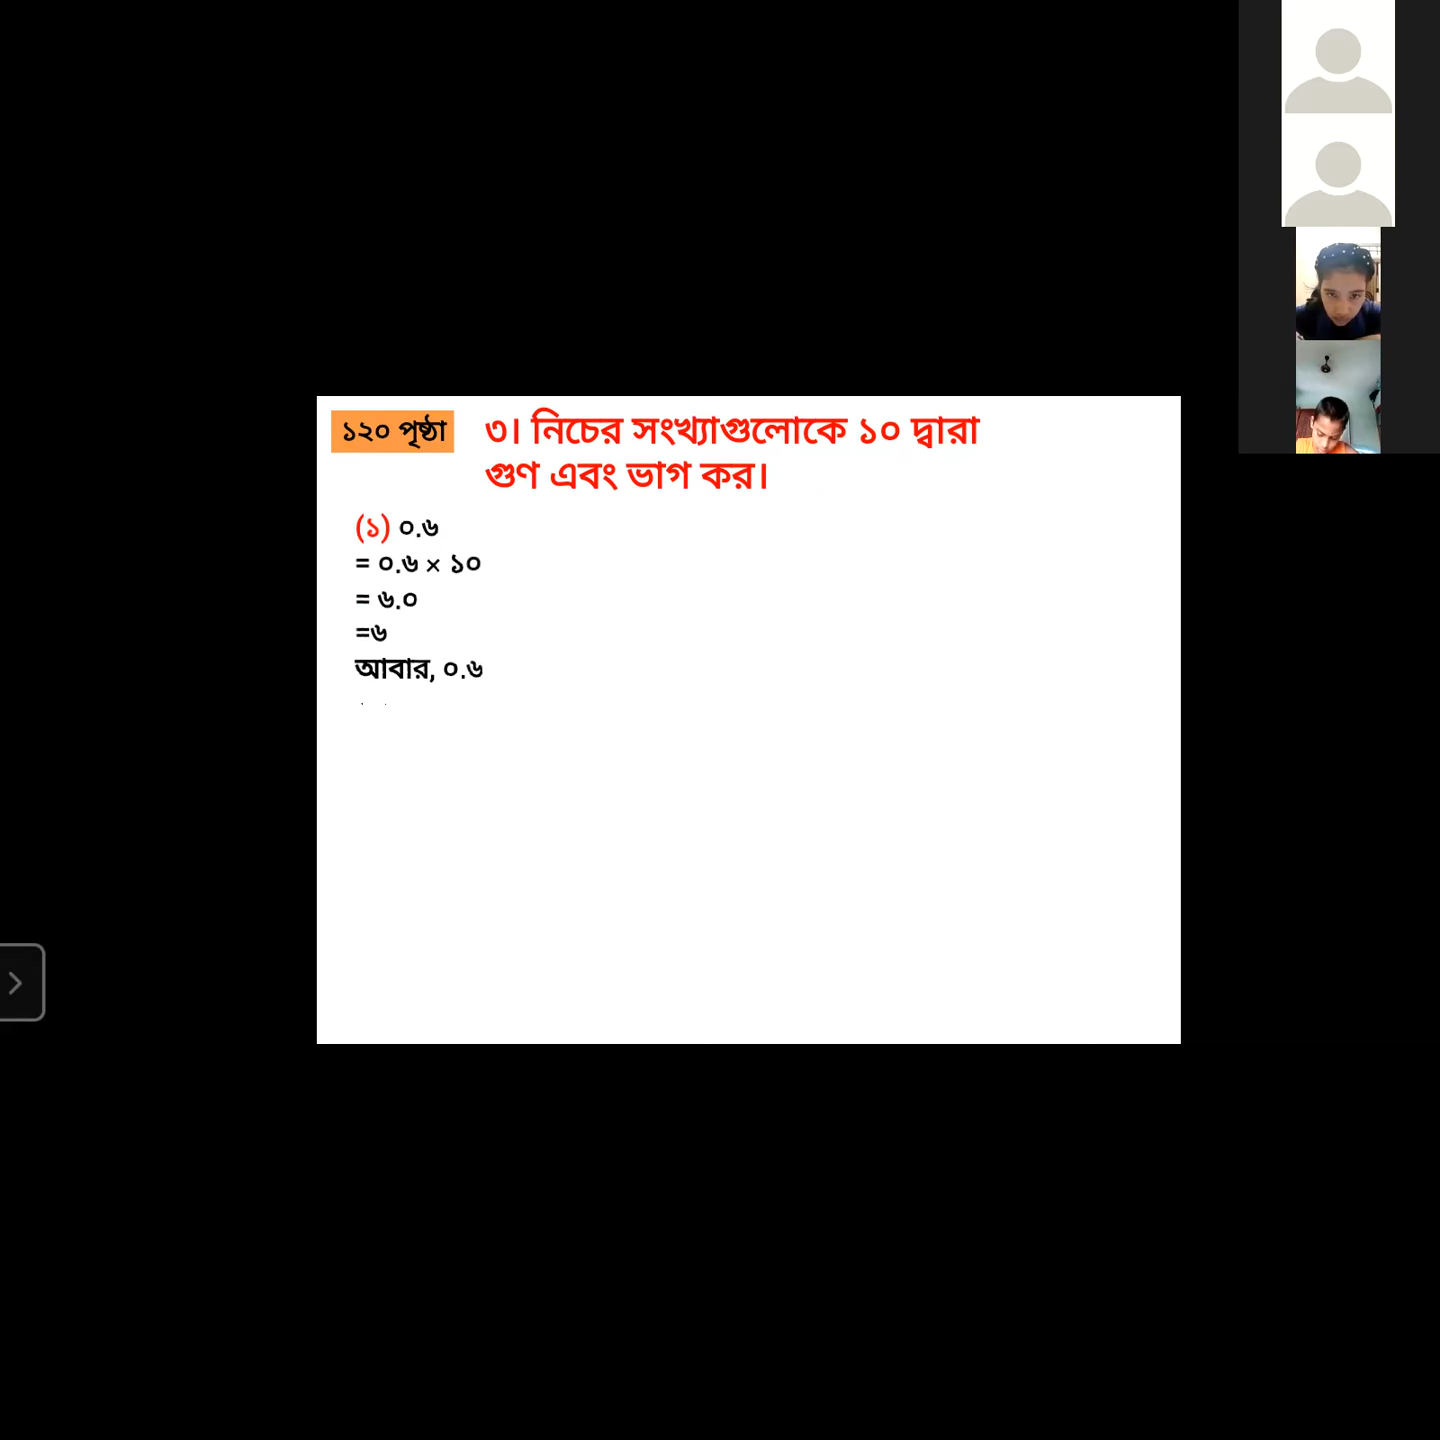 ১২০ পৃষ্ঠা
৩। নিচের সংখ্যাগুলোকে ১০ দ্বারা
গুণ এবং ভাগ কর।
(১) ০.৬
= ০.৬ × ১০
= ৬.০
=৬
আবার, ০.৬